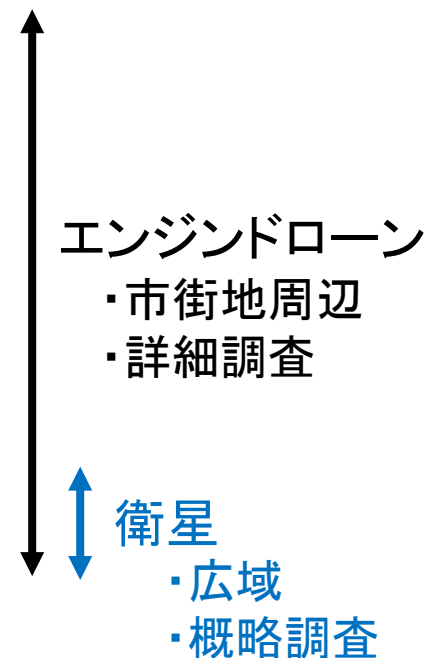 エンジンドローン
・市街地周辺
・詳細調査
衛星
・広域
・概略調査